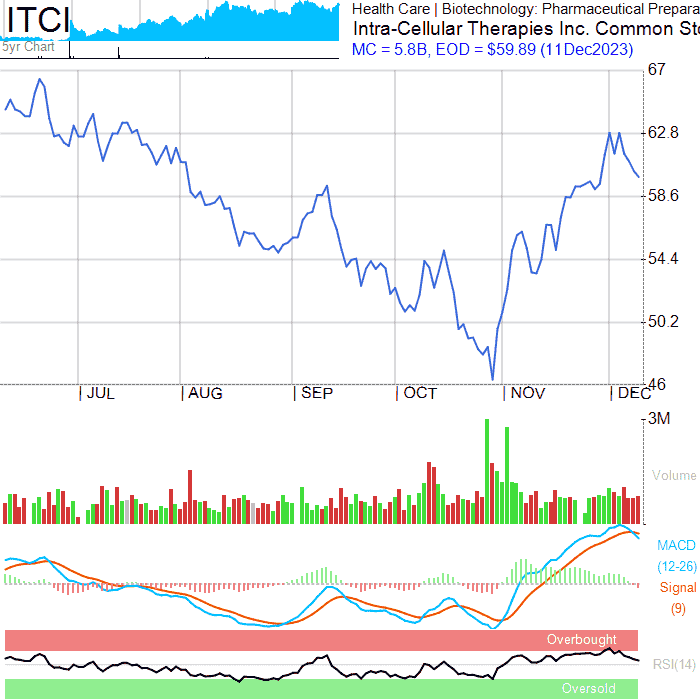 ITCI
5yr Chart
Health Care | Biotechnology: Pharmaceutical Prepara
Intra-Cellular Therapies Inc. Common Sto
MC = 5.8B, EOD = $59.89 (11Dec2023)
67
62.8
58.6
54.4
50.2
46
JUL AUG SEP OCT NOV DEC
3M
Volume
MACD
(12-26)
Signal
(9)
Overbought
RSI(14)
Oversold